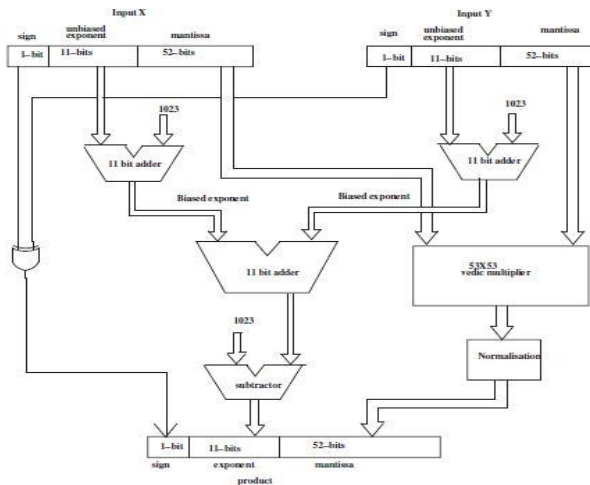 Input X
Input Y
sign
unbiased
exponent
mantissa
sign
unbiased
exponent
mantissa
1-bit
11-bits
52-bits
1-bit
11-bits
52-bits
1023
1023
11 bit adder
11 bit adder
Biased exponent
Biased exponent
11 bit adder
53X53
vedic multiplier
1023
Normalisation
subtractor
1-bit
11-bits
52-bits
sign
exponent
mantissa
product